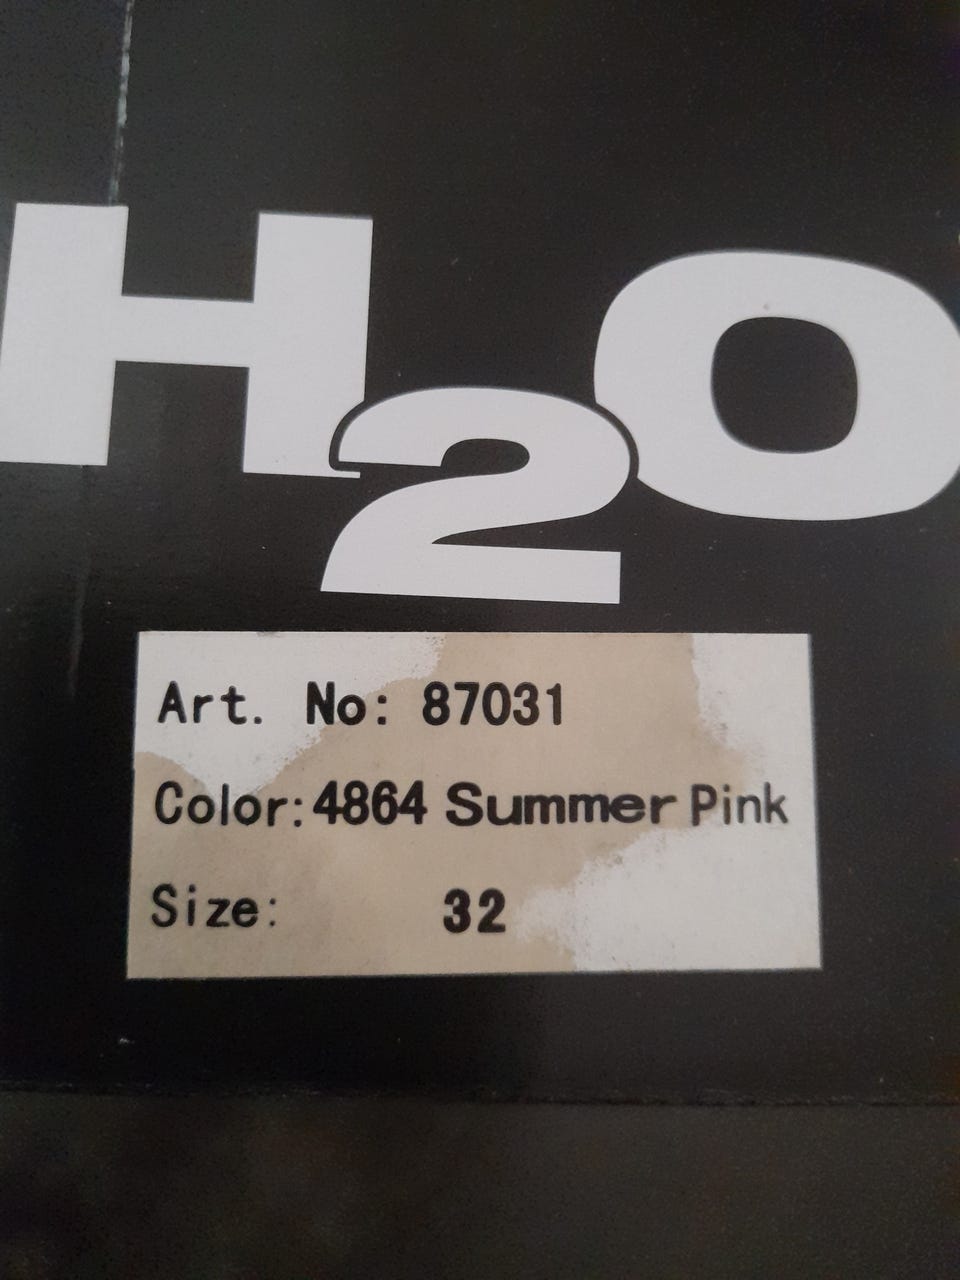 H2O
Art. No: 87031
Color: 4864 Summer Pink
Size: 32